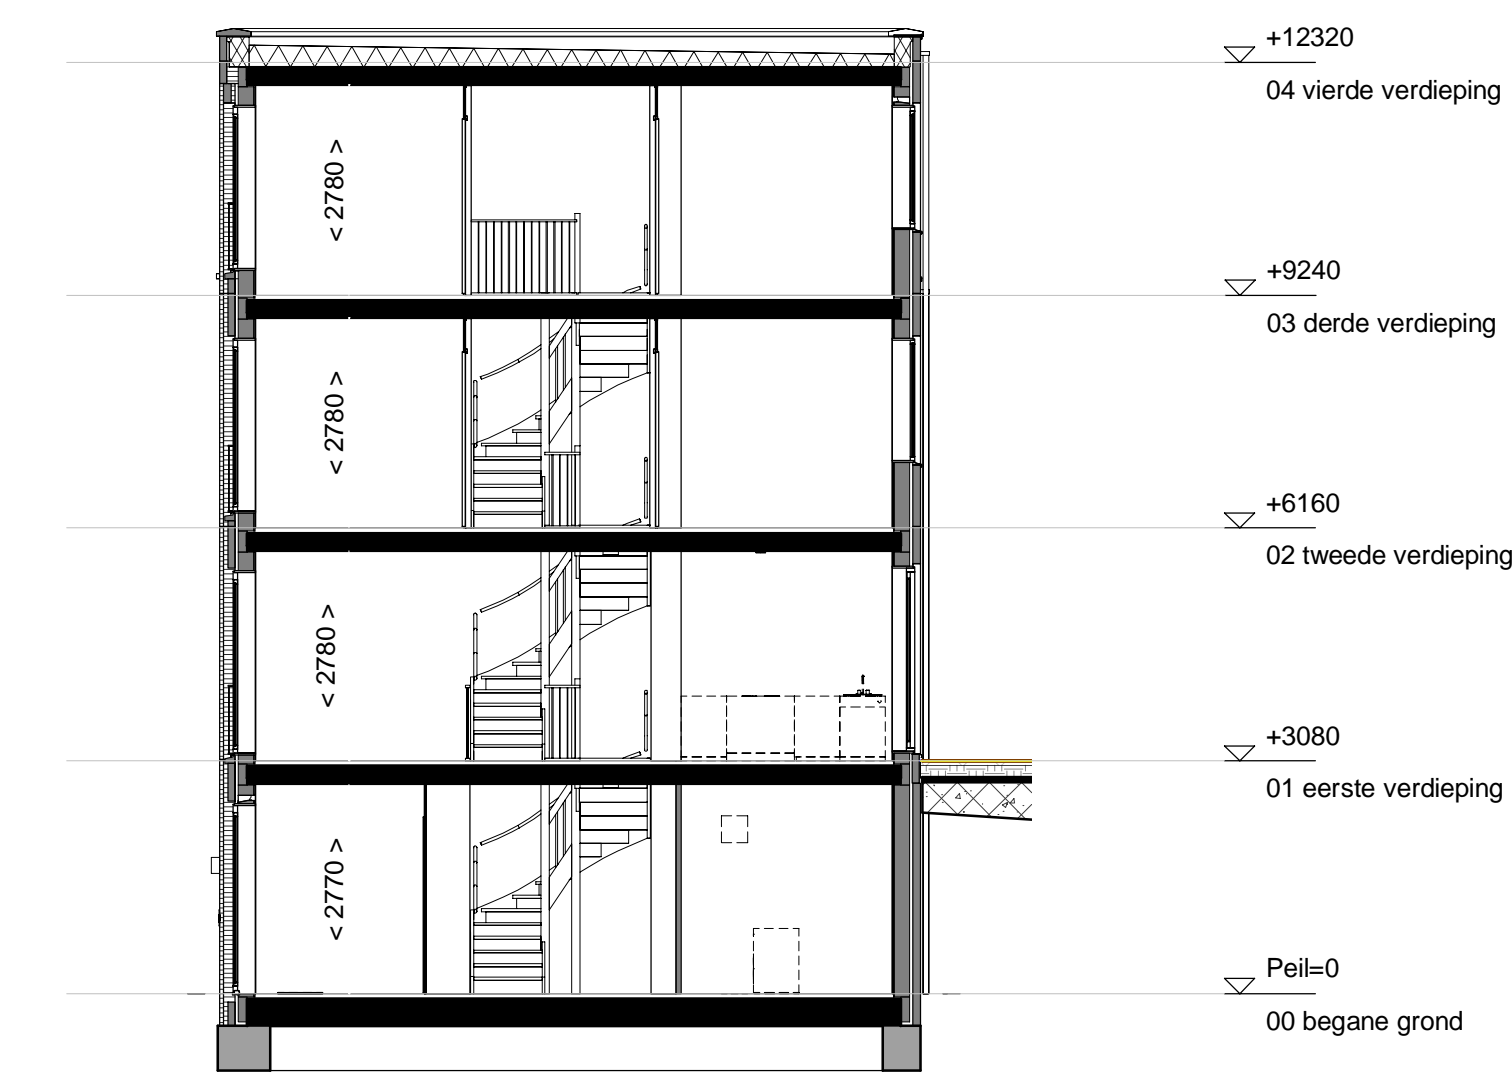 +12320
04 vierde verdieping
< 2780 >
+9240
03 derde verdieping
< 2780 >
+6160
02 tweede verdieping
< 2780 >
+3080
01 eerste verdieping
< 2770 >
Peil=0
00 begane grond